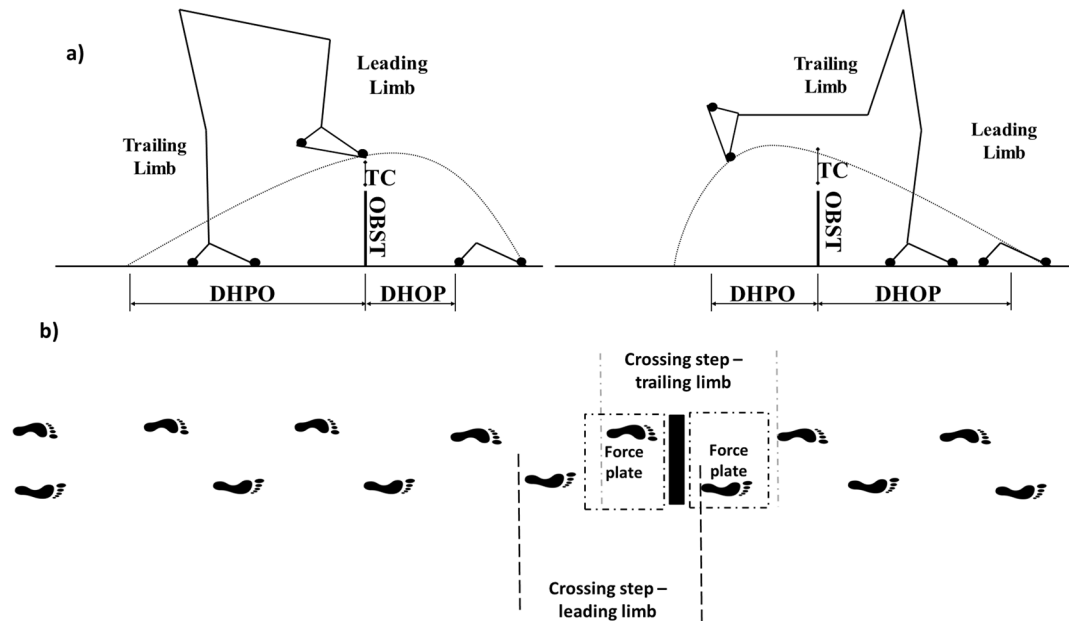 a)
Leading
Limb
Trailing
Limb
TC
OBST
DHPO
DHOP
Trailing
Limb
Leading
Limb
TC
OBST
DHPO
DHOP
b)
Crossing step –
trailing limb
Force
plate
Force
plate
Crossing step –
leading limb